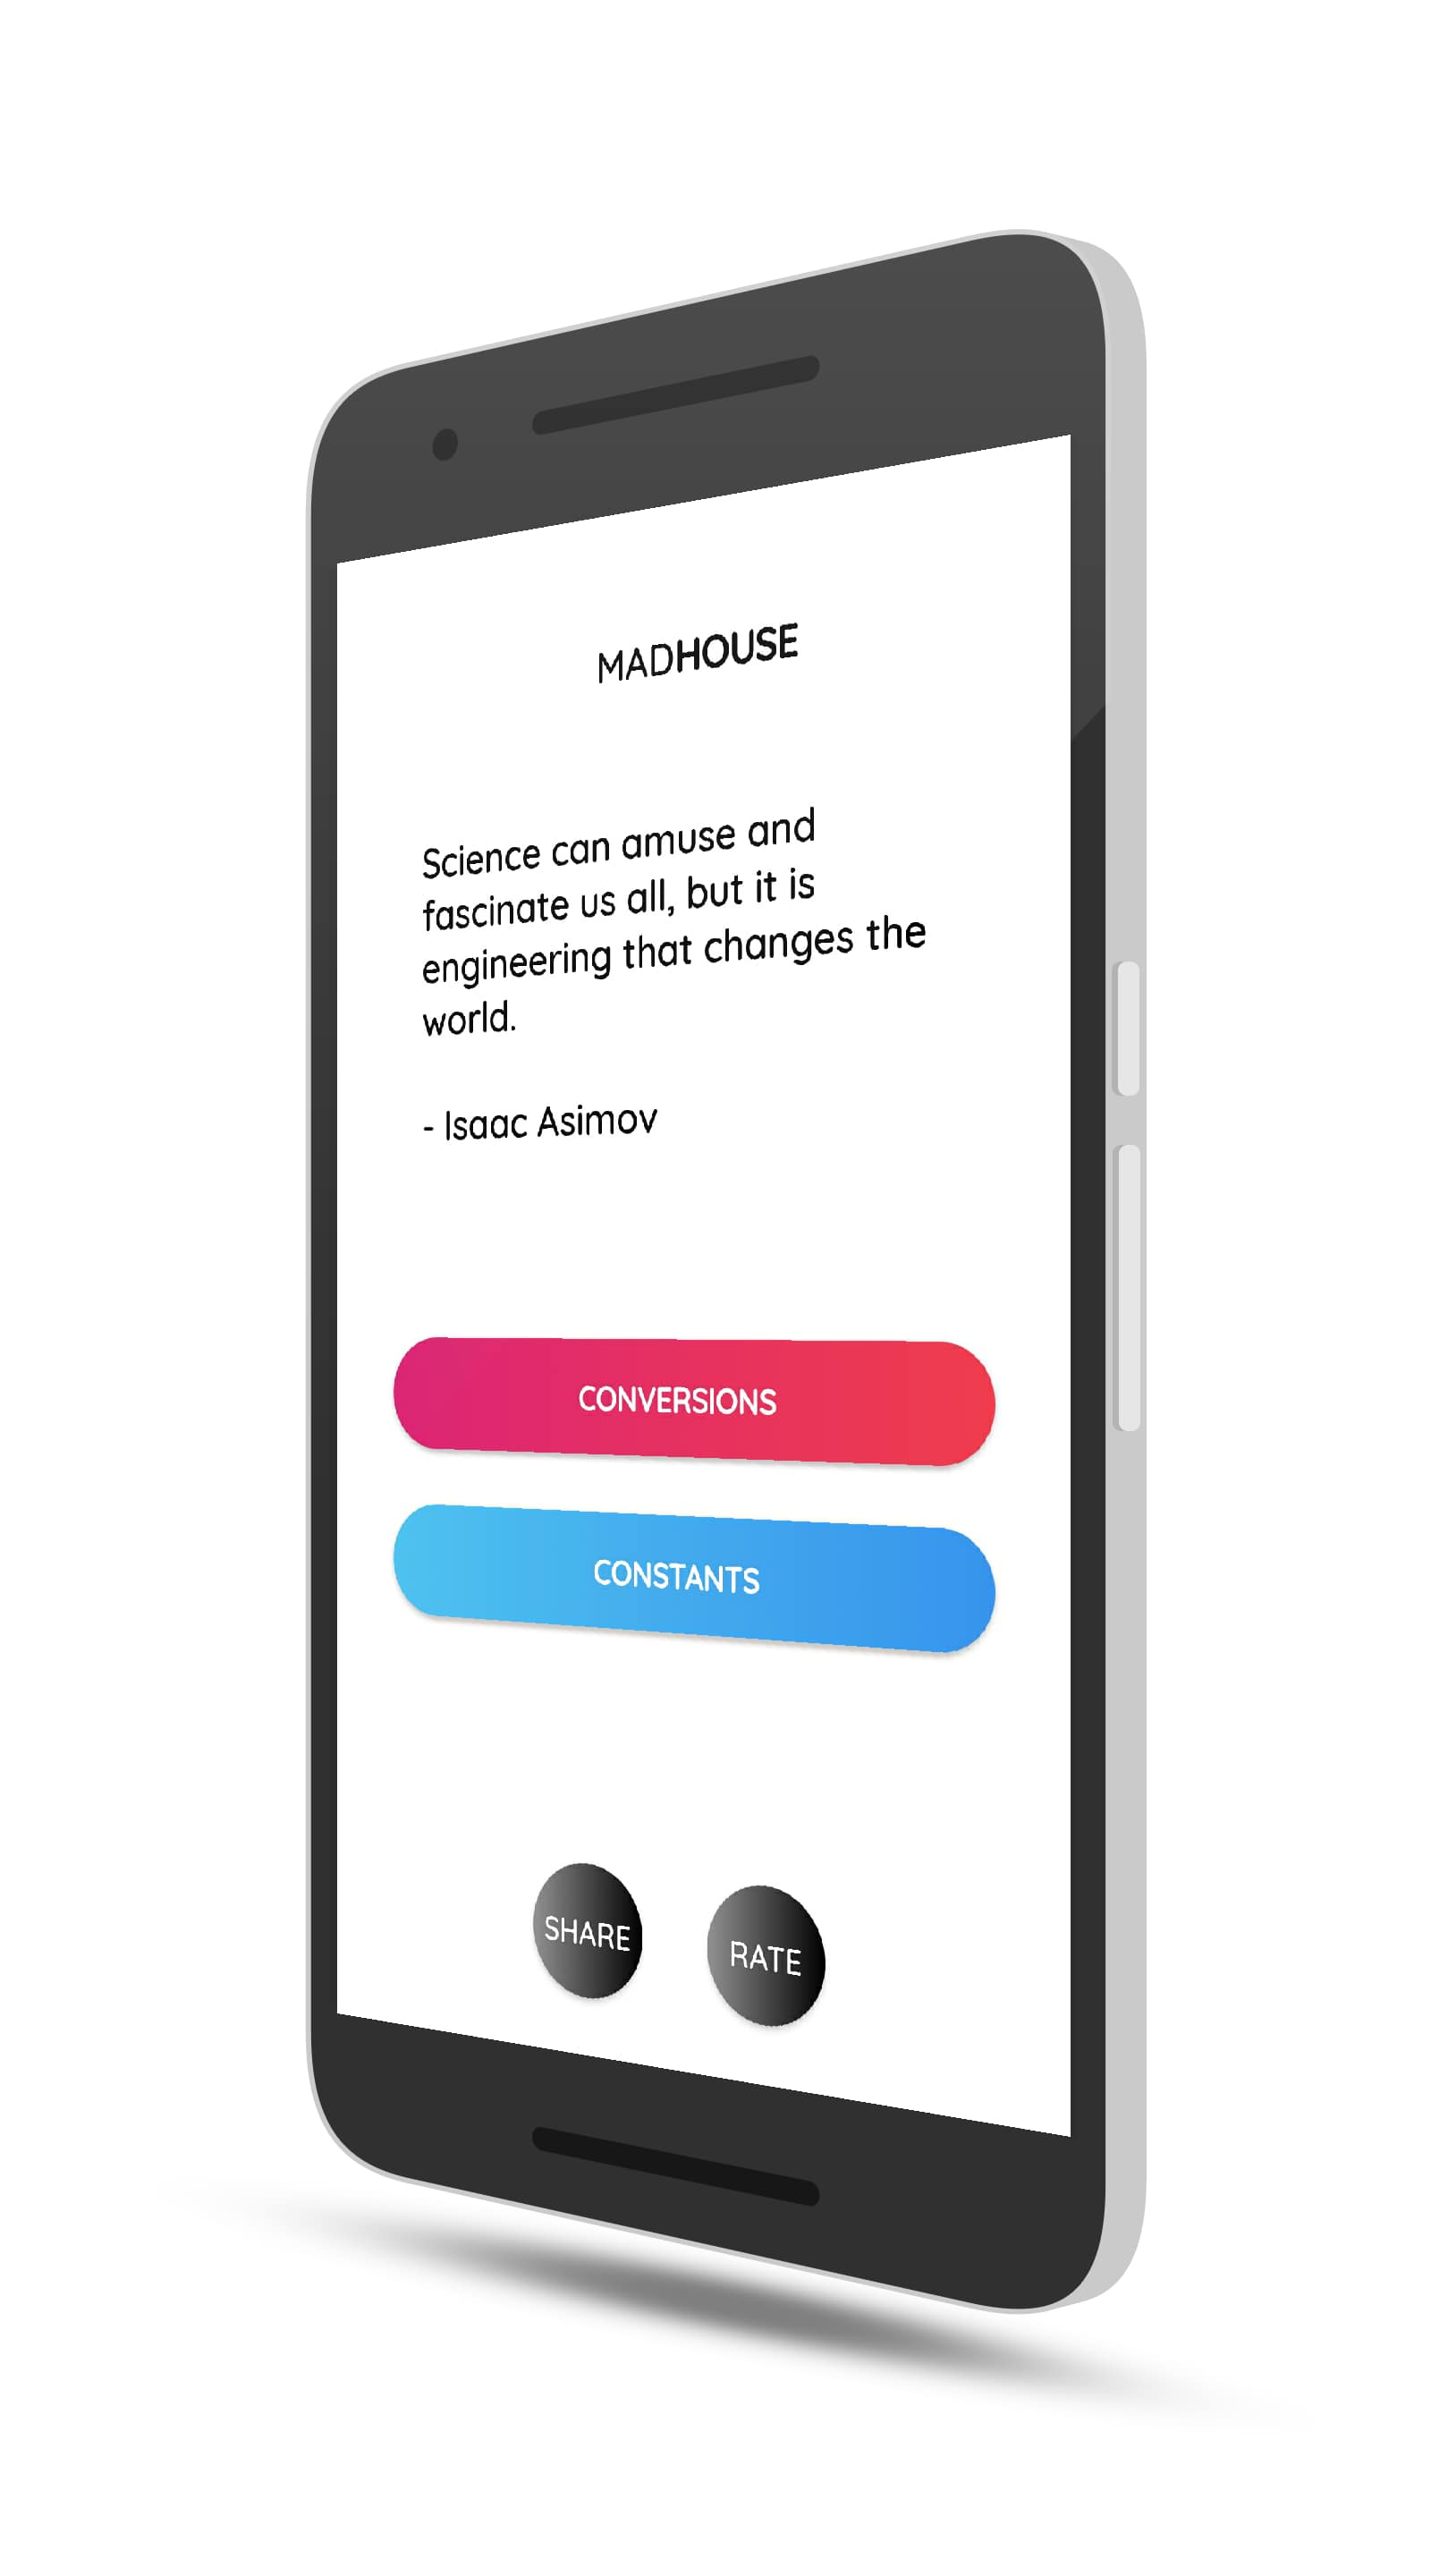 MADHOUSE
Science can amuse and
fascinate us all, but it is
engineering that changes the
world.
- Isaac Asimov
CONVERSIONS
CONSTANTS
SHARE
RATE